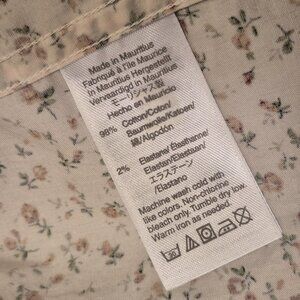 Made in Mauritius
Fabriqué à l'île Maurice
in Mauritius Hergestellt
Vervaardigd in Mauritius
モーリシャス製
Hecho en Mauricio
98% Cotton/Coton/
Baumwolle/Katoen/
綿/Algodón
2% Elastane/Élasthanne/
Elastan/Elastaan/
エラステーン/
Elastano
Machine wash cold with
like colors. Non-chlorine
bleach only. Tumble dry low.
Warm iron as needed.